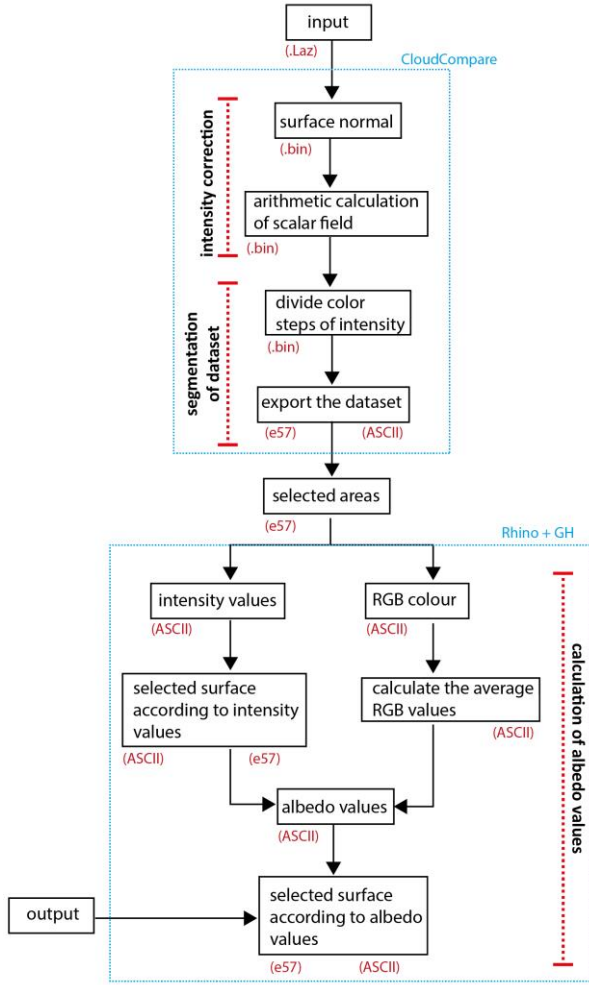 input
(.Laz)
CloudCompare
intensity correction
surface normal
(.bin)
arithmetic calculation
of scalar field
(.bin)
segmentation
of dataset
divide color
steps of intensity
(.bin)
export the dataset
(e57) (ASCII)
selected areas
(e57)
Rhino + GH
intensity values
(ASCII)
RGB colour
(ASCII)
calculation of albedo values
selected surface
according to intensity
values
(ASCII) (e57)
calculate the average
RGB values
(ASCII)
albedo values
(ASCII)
output
selected surface
according to albedo
values
(e57) (ASCII)